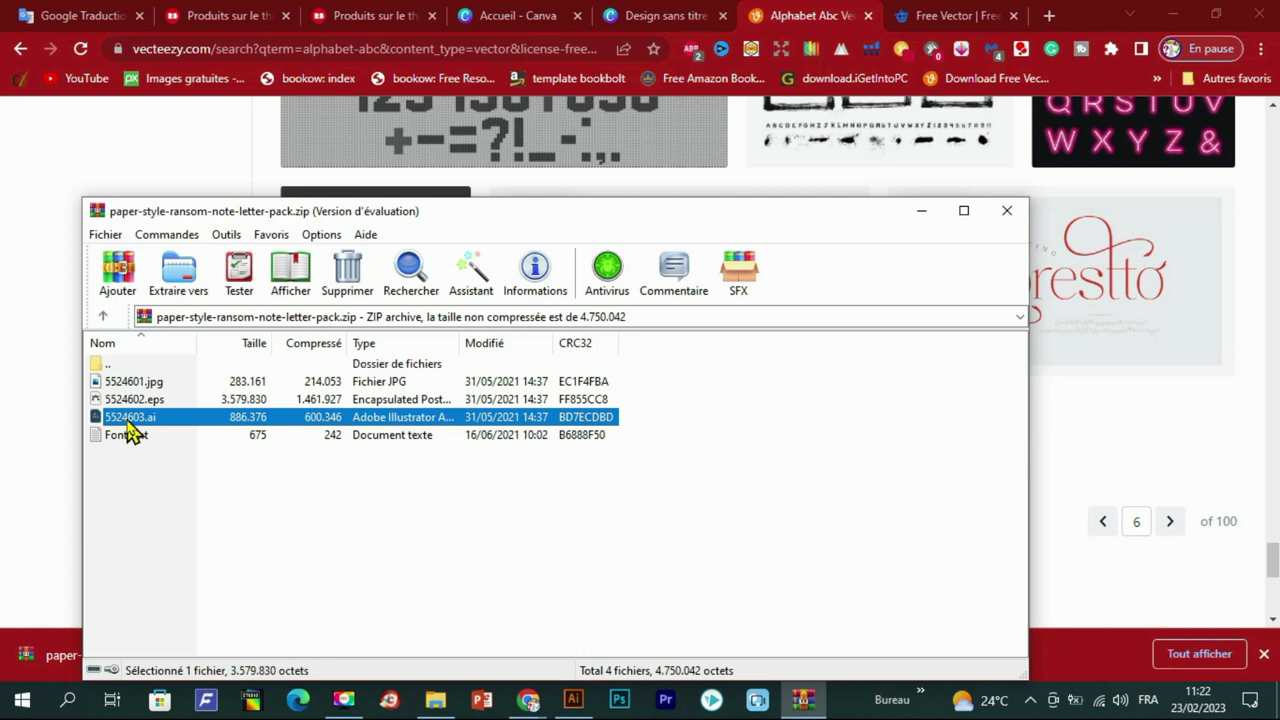 Google Traductio
Produits sur le th
Produits sur le th
Accueil - Canva
Design sans titre
Alphabet Abc Ve
Free Vector | Free
vecteezy.com/search?qterm=alphabet-abc&content_type=vector&license-free...
En pause
YouTube
Images gratuites -...
bookow: index
bookow: Free Reso...
template bookbolt
Free Amazon Book...
download.iGetIntoPC
Download Free Vec...
Autres favoris
+-=?!_-:.,
Q R S T U V
W X Y Z &
paper-style-ransom-note-letter-pack.zip (Version d'évaluation)
Fichier Commandes Outils Favoris Options Aide
Ajouter Extraire vers Tester Afficher Supprimer Rechercher Assistant Informations Antivirus Commentaire SFX
paper-style-ransom-note-letter-pack.zip - ZIP archive, la taille non compressée est de 4.750.042
Nom Taille Compressé Type Modifié CRC32
.. Dossier de fichiers
5524601.jpg 283.161 214.053 Fichier JPG 31/05/2021 14:37 EC1F4FBA
5524602.eps 3.579.830 1.461.927 Encapsulated Post... 31/05/2021 14:37 FF855CC8
5524603.ai 886.376 600.346 Adobe Illustrator A... 31/05/2021 14:37 BD7ECDBD
675 242 Document texte 16/06/2021 10:02 B6888F50
Sélectionné 1 fichier, 3.579.830 octets
Total 4 fichiers, 4.750.042 octets
restto
6 of 100
paper-
Tout afficher
Bureau
24°C
FRA
11:22
23/02/2023